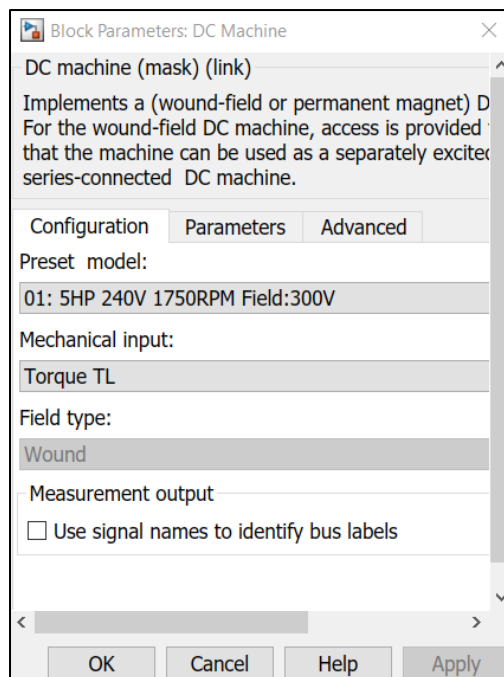 Block Parameters: DC Machine
DC machine (mask) (link)
Implements a (wound-field or permanent magnet) D
For the wound-field DC machine, access is provided
that the machine can be used as a separately excited
series-connected DC machine.
Configuration Parameters Advanced
Preset model:
01: 5HP 240V 1750RPM Field:300V
Mechanical input:
Torque TL
Field type:
Wound
Measurement output
Use signal names to identify bus labels
OK Cancel Help Apply